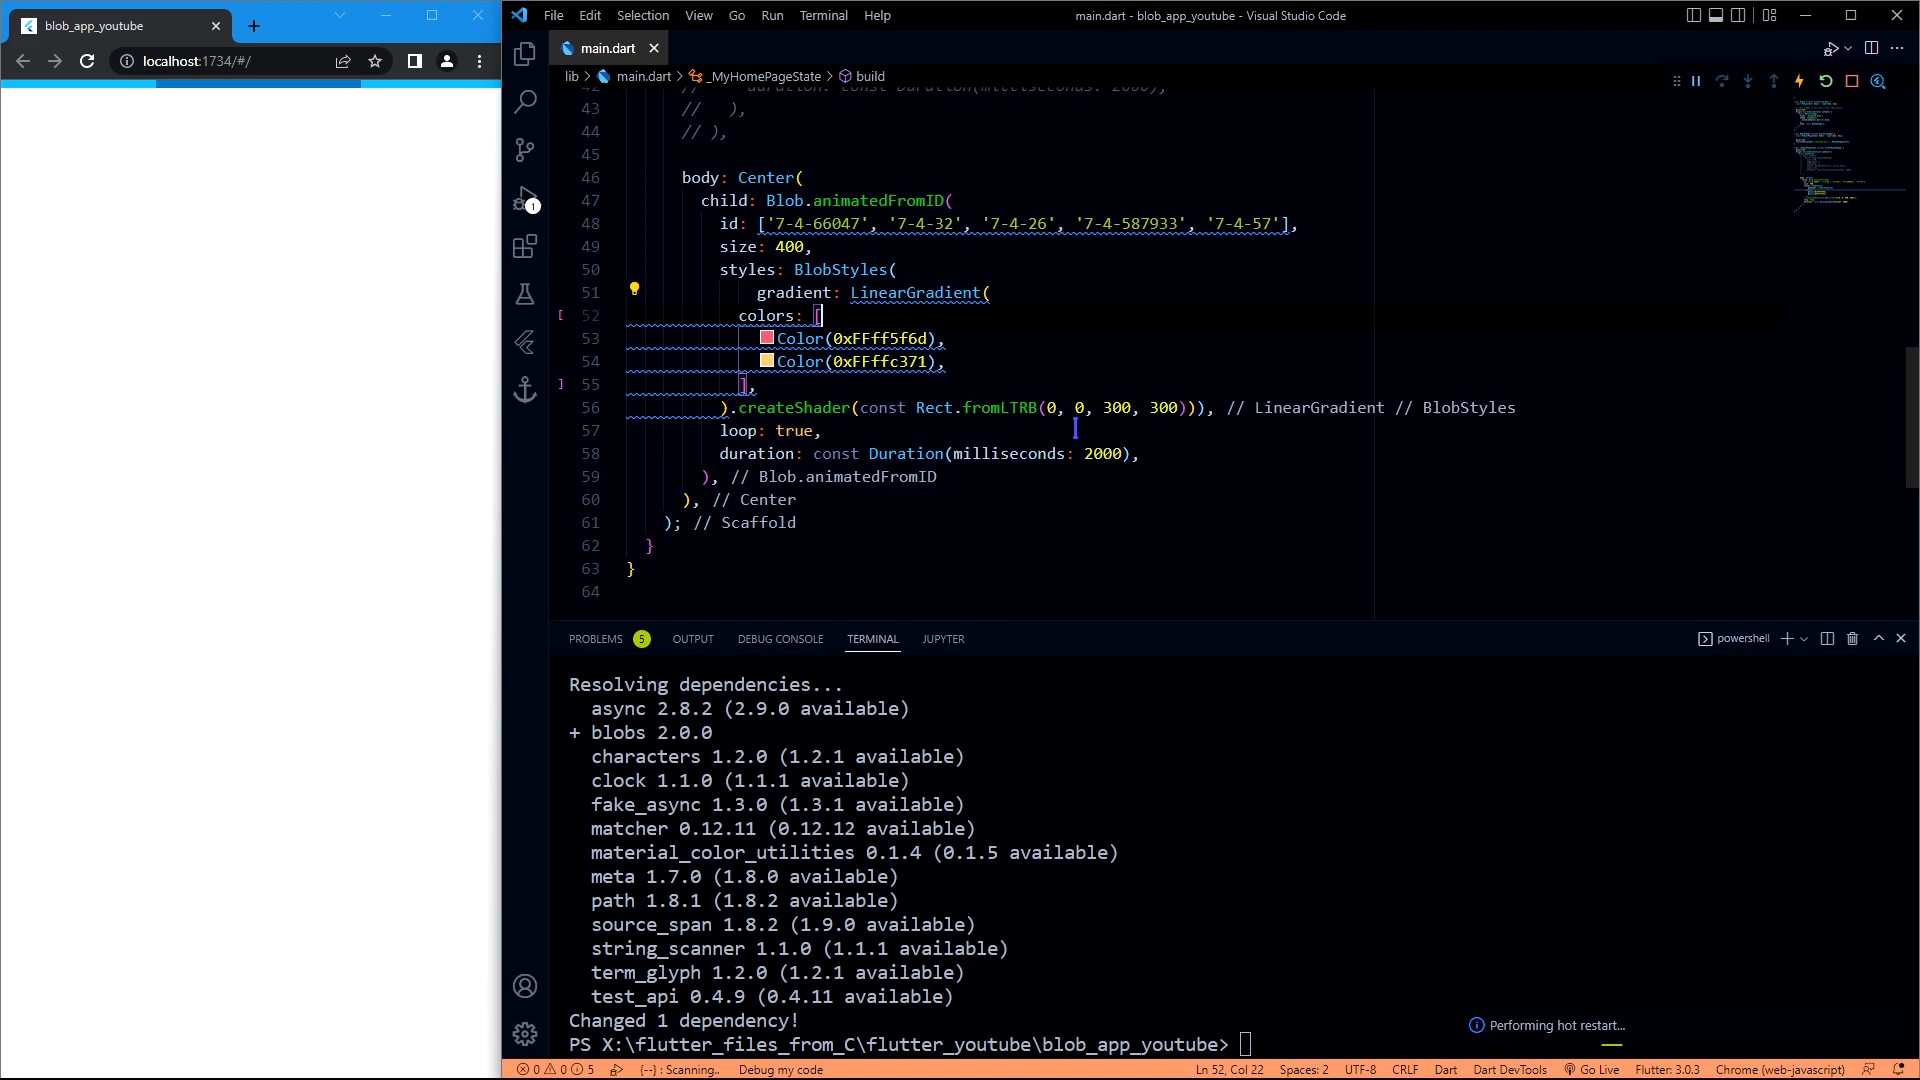 blob_app_youtube
localhost:1734/#/
File Edit Selection View Go Run Terminal Help
main.dart - blob_app_youtube - Visual Studio Code
main.dart
lib > main.dart > _MyHomePageState > build
42 // duration: const Duration(milliseconds: 2000),
43 // ),
44 // ),
45
46 body: Center(
47 child: Blob.animatedFromID(
48 id: ['7-4-66047', '7-4-32', '7-4-26', '7-4-587933', '7-4-57'],
49 size: 400,
50 styles: BlobStyles(
51 gradient: LinearGradient(
52 colors: [
53 Color(0xFFff5f6d),
54 Color(0xFFffc371),
55 ],
56 ).createShader(const Rect.fromLTRB(0, 0, 300, 300))), // LinearGradient // BlobStyles
57 loop: true,
58 duration: const Duration(milliseconds: 2000),
59 ), // Blob.animatedFromID
60 ), // Center
61 ); // Scaffold
62 }
63 }
64
1
PROBLEMS 5 OUTPUT DEBUG CONSOLE TERMINAL JUPYTER
powershell
Resolving dependencies...
async 2.8.2 (2.9.0 available)
+ blobs 2.0.0
characters 1.2.0 (1.2.1 available)
clock 1.1.0 (1.1.1 available)
fake_async 1.3.0 (1.3.1 available)
matcher 0.12.11 (0.12.12 available)
material_color_utilities 0.1.4 (0.1.5 available)
meta 1.7.0 (1.8.0 available)
path 1.8.1 (1.8.2 available)
source_span 1.8.2 (1.9.0 available)
string_scanner 1.1.0 (1.1.1 available)
term_glyph 1.2.0 (1.2.1 available)
test_api 0.4.9 (0.4.11 available)
Changed 1 dependency!
PS X:\flutter_files_from_C\flutter_youtube\blob_app_youtube>
Performing hot restart...
0 0 5 {--} : Scanning.. Debug my code
Ln 52, Col 22 Spaces: 2 UTF-8 CRLF Dart Dart DevTools Go Live Flutter: 3.0.3 Chrome (web-javascript)